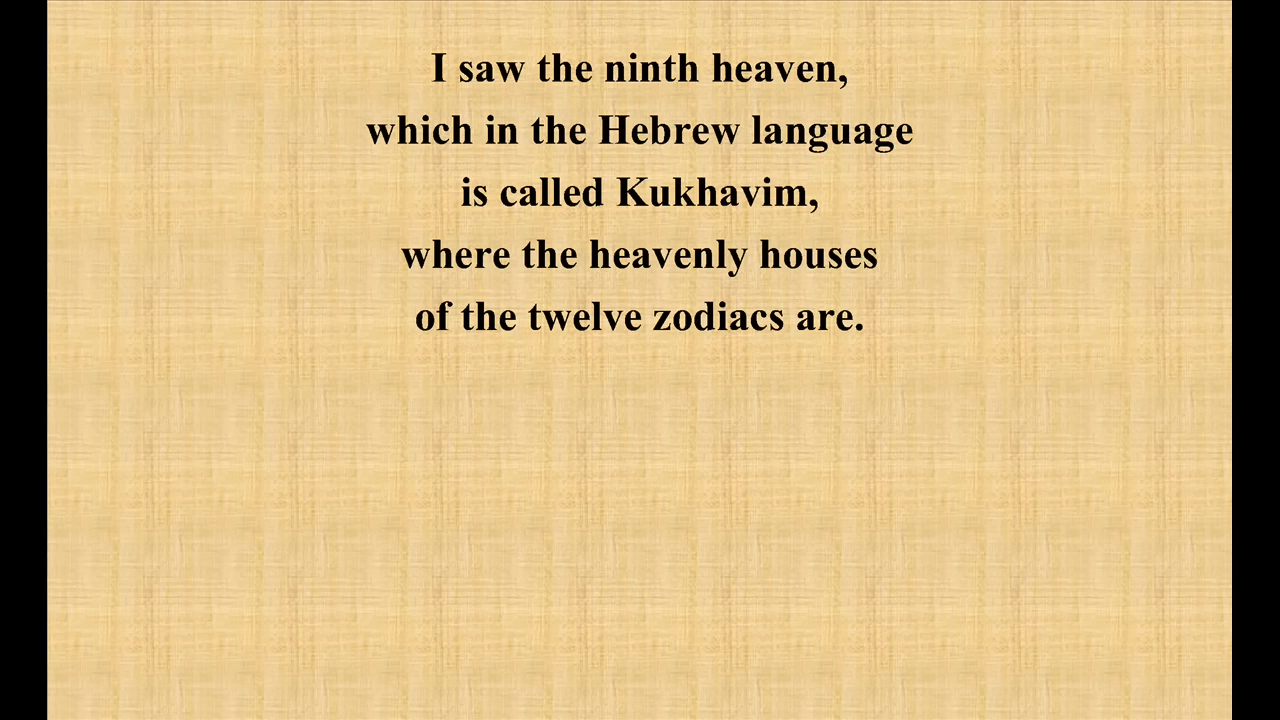 I saw the ninth heaven,
which in the Hebrew language
is called Kukhavim,
where the heavenly houses
of the twelve zodiacs are.